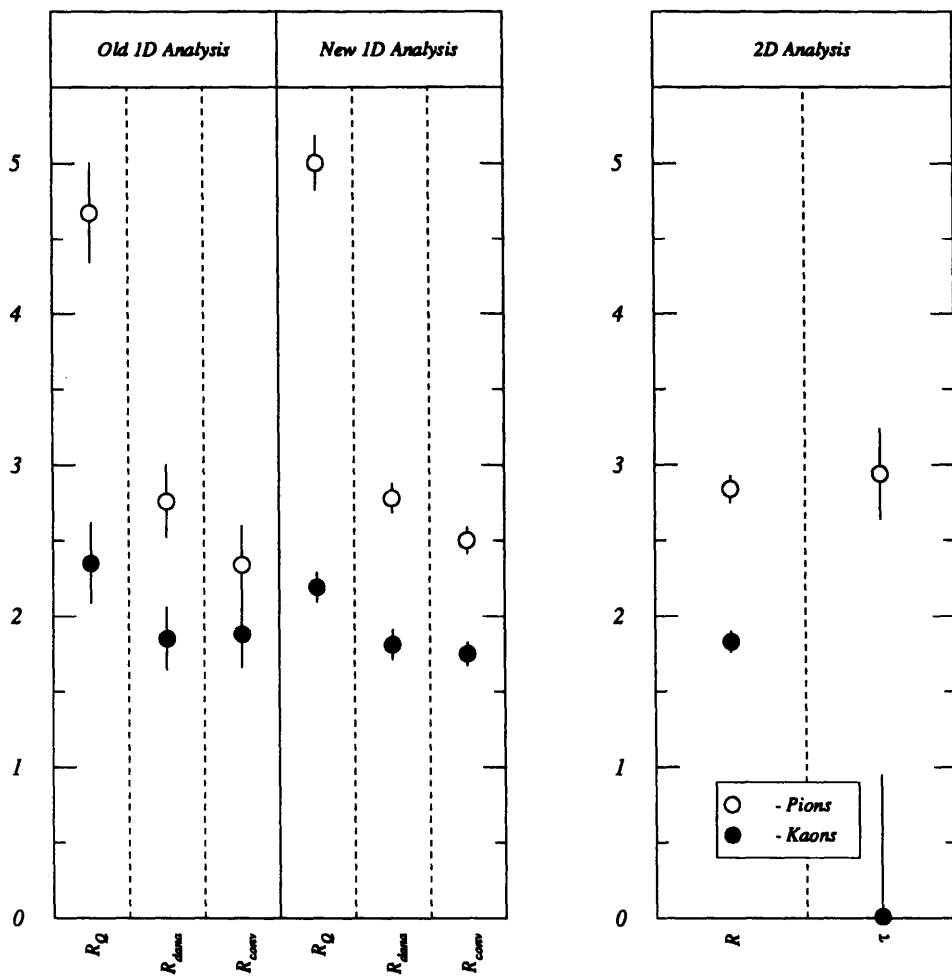 Old 1D Analysis
New 1D Analysis
2D Analysis
5
4
3
2
1
0
5
4
3
2
1
0
- Pions
- Kaons
R_Q
R_dana
R_conv
R_Q
R_dana
R_conv
R
τ